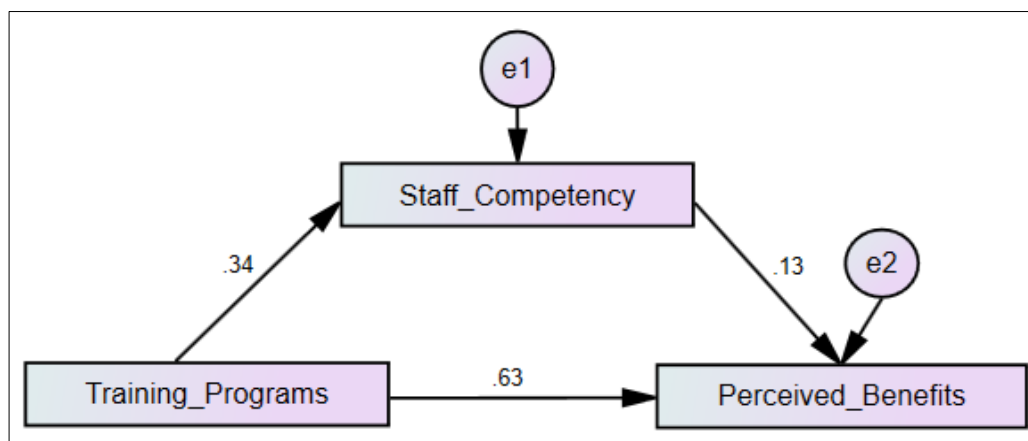 e1
Staff_Competency
.34
.13
e2
Training_Programs
.63
Perceived_Benefits